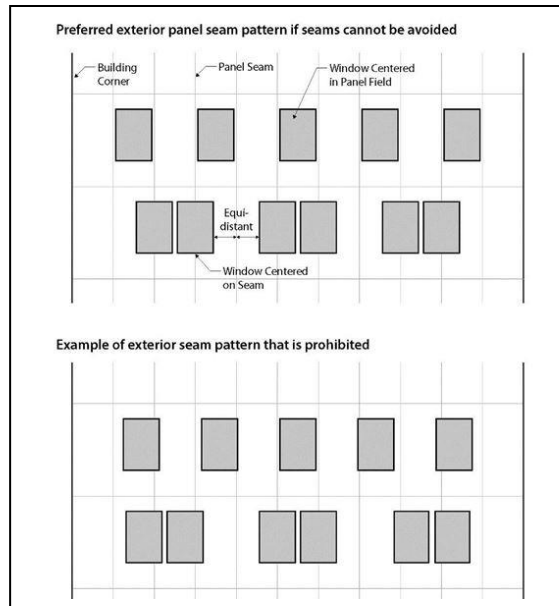 Preferred exterior panel seam pattern if seams cannot be avoided
Building
Corner
Panel Seam
Window Centered
in Panel Field
Equi-
distant
Window Centered
on Seam
Example of exterior seam pattern that is prohibited